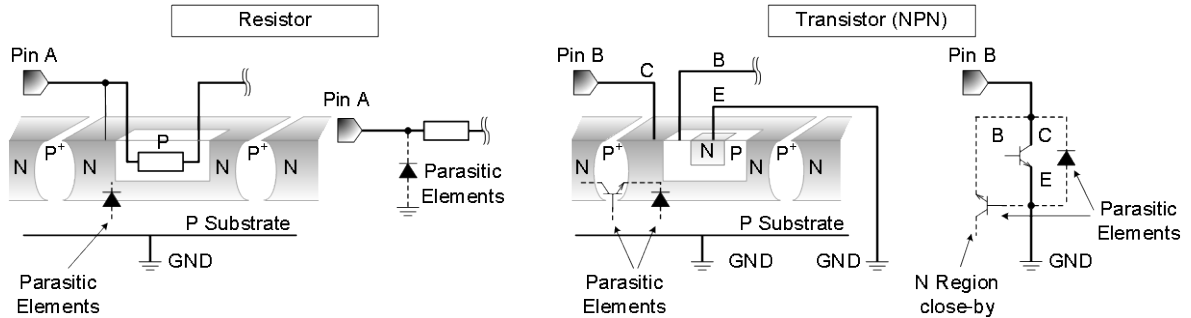 Resistor
Transistor (NPN)
Pin A
Pin B
C
B
E
Pin B
Pin A
N
P+
N
P
N
P+
N
Parasitic
Elements
N
P+
N
N
P
P+
N
B
C
E
P Substrate
P Substrate
GND
Parasitic
Elements
GND
GND
Parasitic
Elements
Parasitic
Elements
GND
N Region
close-by